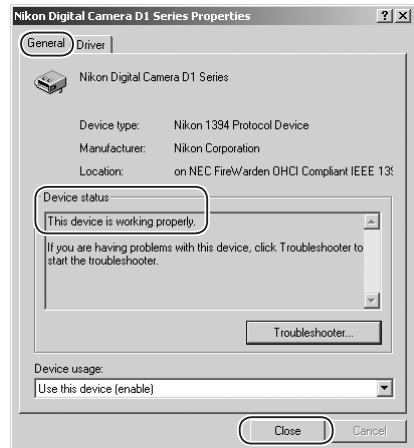 Nikon Digital Camera D1 Series Properties
General Driver
Nikon Digital Camera D1 Series
Device type: Nikon 1394 Protocol Device
Manufacturer: Nikon Corporation
Location: on NEC FireWarden OHCI Compliant IEEE 139
Device status
This device is working properly.
If you are having problems with this device, click Troubleshooter to
start the troubleshooter.
Troubleshooter...
Device usage:
Use this device (enable)
Close Cancel